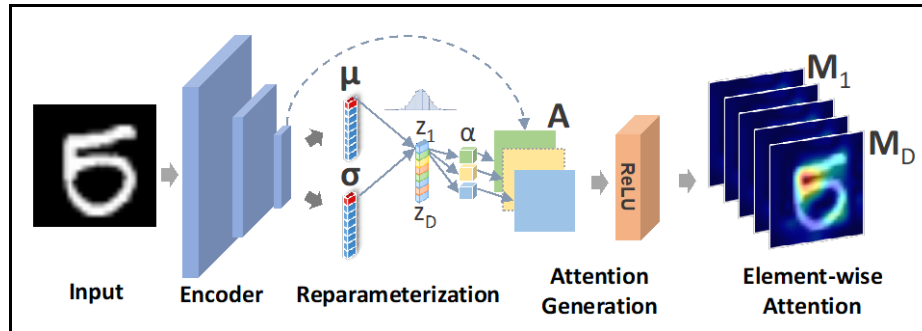 μ
σ
z1
zD
α
A
ReLU
M1
MD
Input
Encoder
Reparameterization
Attention
Generation
Element-wise
Attention